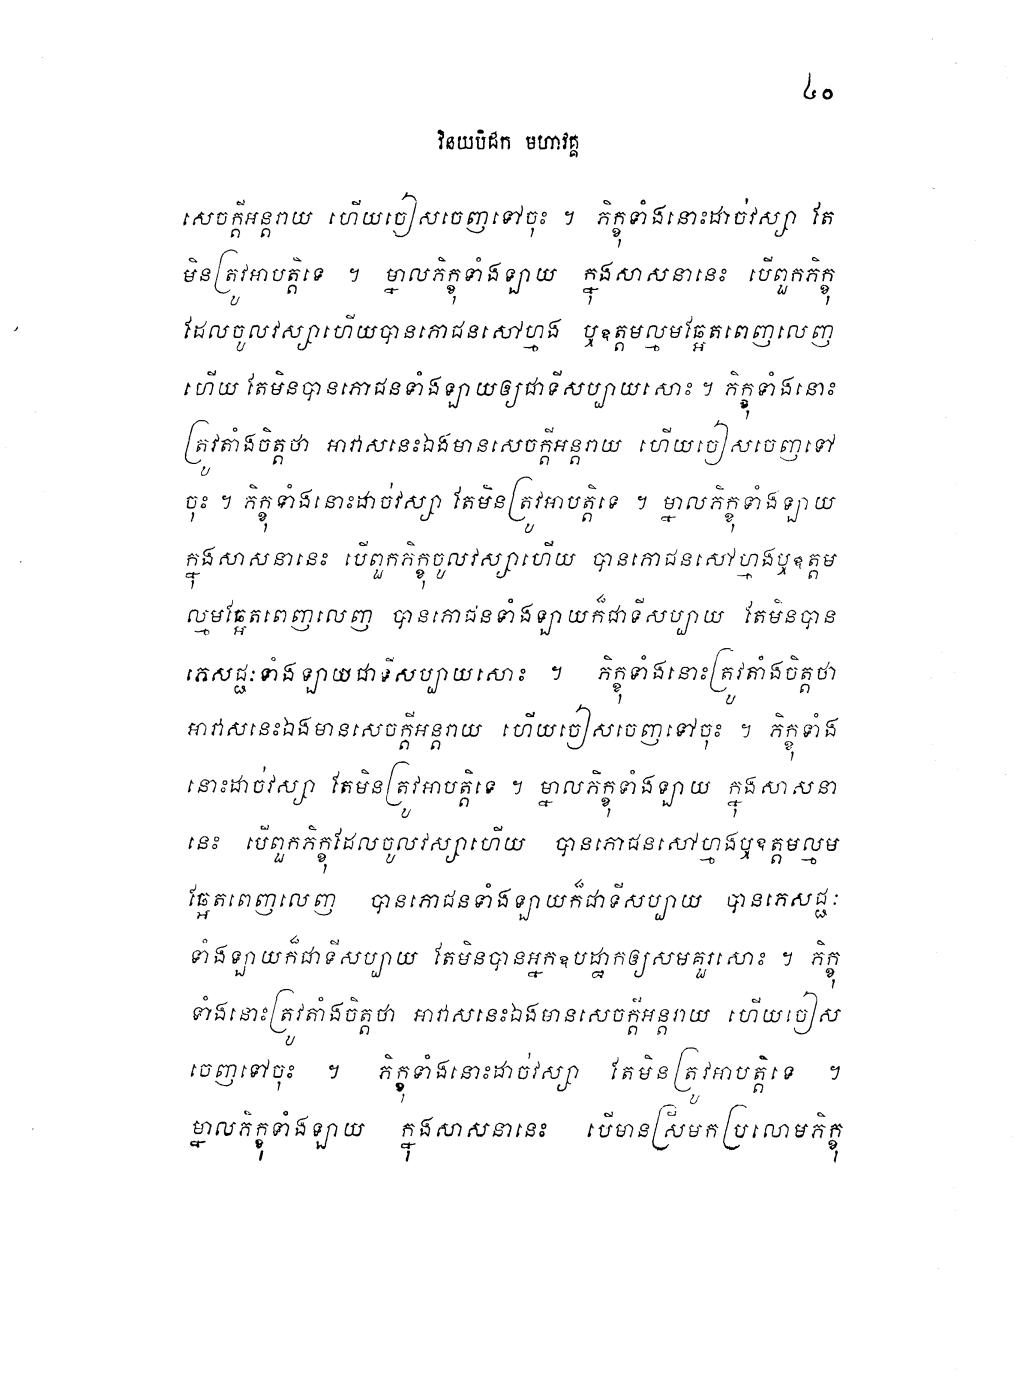 ៤០
វិនយបិដក មហាវគ្គ
សេចក្តីអន្តរាយ ហើយចៀសចេញទៅចុះ ។ ភិក្ខុទាំងនោះដាច់វស្សា តែ
មិនត្រូវអាបត្តិទេ ។ ម្នាលភិក្ខុទាំងឡាយ ក្នុងសាសនានេះ បើពួកភិក្ខុ
ដែលចូលវស្សាហើយបានភោជនសៅហ្មង ឬឧត្តមល្មមឆ្អែតពេញលេញ
ហើយ តែមិនបានភោជនទាំងឡាយឲ្យជាទីសប្បាយសោះ ។ ភិក្ខុទាំងនោះ
ត្រូវតាំងចិត្តថា អាវាសនេះឯងមានសេចក្តីអន្តរាយ ហើយចៀសចេញទៅ
ចុះ ។ ភិក្ខុទាំងនោះដាច់វស្សា តែមិនត្រូវអាបត្តិទេ ។ ម្នាលភិក្ខុទាំងឡាយ
ក្នុងសាសនានេះ បើពួកភិក្ខុចូលវស្សាហើយ បានភោជនសៅហ្មងឬឧត្តម
ល្មមឆ្អែតពេញលេញ បានភោជនទាំងឡាយក៏ជាទីសប្បាយ តែមិនបាន
ភេសជ្ជៈទាំងឡាយជាទីសប្បាយសោះ ។ ភិក្ខុទាំងនោះត្រូវតាំងចិត្តថា
អាវាសនេះឯងមានសេចក្តីអន្តរាយ ហើយចៀសចេញទៅចុះ ។ ភិក្ខុទាំង
នោះដាច់វស្សា តែមិនត្រូវអាបត្តិទេ ។ ម្នាលភិក្ខុទាំងឡាយ ក្នុងសាសនា
នេះ បើពួកភិក្ខុដែលចូលវស្សាហើយ បានភោជនសៅហ្មងឬឧត្តមល្មម
ឆ្អែតពេញលេញ បានភោជនទាំងឡាយក៏ជាទីសប្បាយ បានភេសជ្ជៈ
ទាំងឡាយក៏ជាទីសប្បាយ តែមិនបានអ្នកឧបដ្ឋាកឲ្យសមគួរសោះ ។ ភិក្ខុ
ទាំងនោះត្រូវតាំងចិត្តថា អាវាសនេះឯងមានសេចក្តីអន្តរាយ ហើយចៀស
ចេញទៅចុះ ។ ភិក្ខុទាំងនោះដាច់វស្សា តែមិនត្រូវអាបត្តិទេ ។
ម្នាលភិក្ខុទាំងឡាយ ក្នុងសាសនានេះ បើមានស្រីមកប្រលោមភិក្ខុ